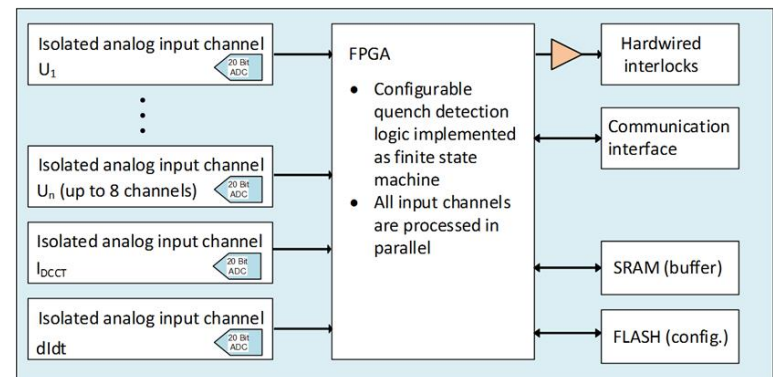 Isolated analog input channel
U1
20 Bit
ADC
Isolated analog input channel
Un (up to 8 channels)
20 Bit
ADC
Isolated analog input channel
IDCCT
20 Bit
ADC
Isolated analog input channel
dIdt
20 Bit
ADC
FPGA
● Configurable
quench detection
logic implemented
as finite state
machine
● All input channels
are processed in
parallel
Hardwired
interlocks
Communication
interface
SRAM (buffer)
FLASH (config.)